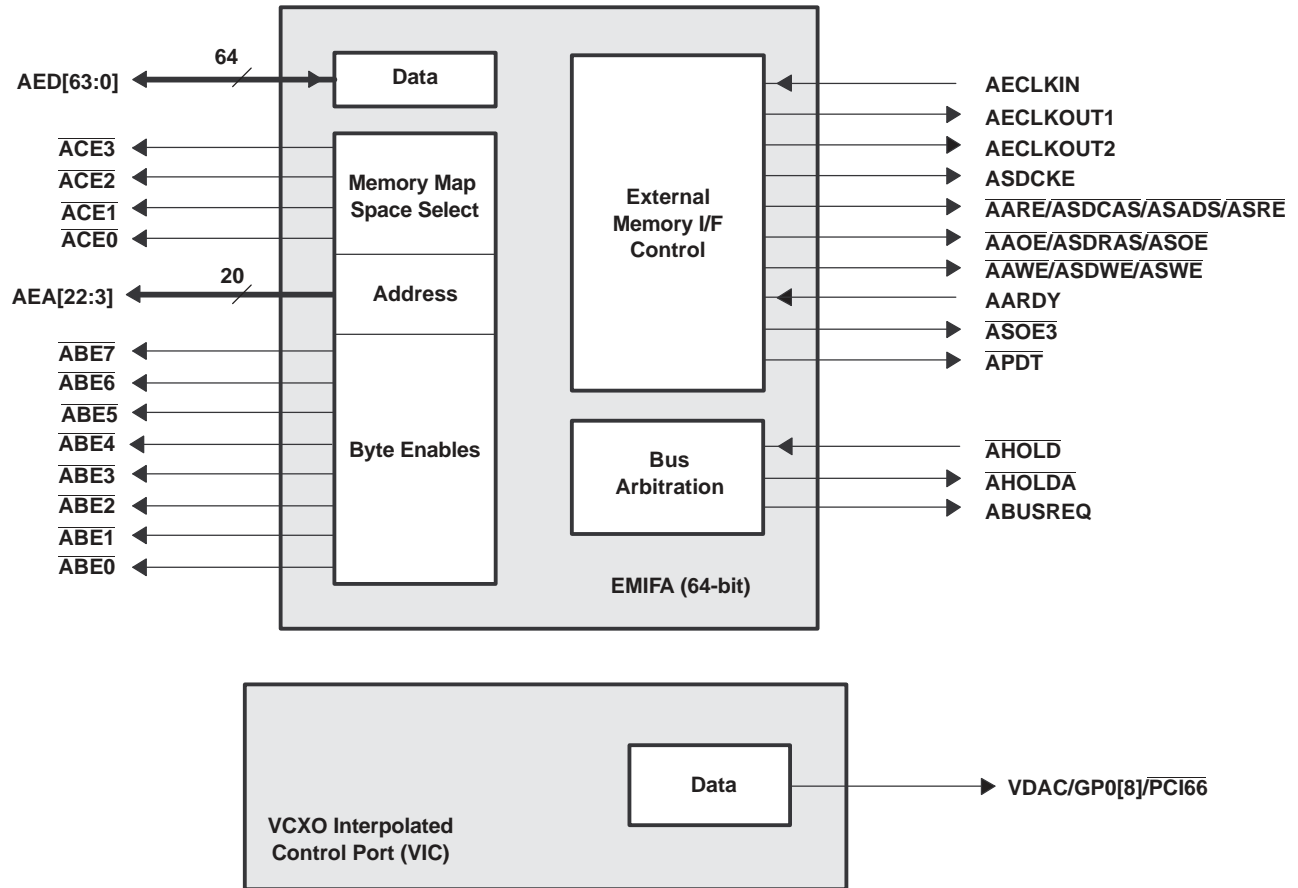 64
AED[63:0]
Data
ACE3
ACE2
ACE1
ACE0
Memory Map
Space Select
20
AEA[22:3]
Address
ABE7
ABE6
ABE5
ABE4
ABE3
ABE2
ABE1
ABE0
Byte Enables
External
Memory I/F
Control
AECLKIN
AECLKOUT1
AECLKOUT2
ASDCKE
AARE/ASDCAS/ASADS/ASRE
AAOE/ASDRAS/ASOE
AAWE/ASDWE/ASWE
AARDY
ASOE3
APDT
Bus
Arbitration
AHOLD
AHOLDA
ABUSREQ
EMIFA (64-bit)
Data
VDAC/GP0[8]/PCI66
VCXO Interpolated
Control Port (VIC)